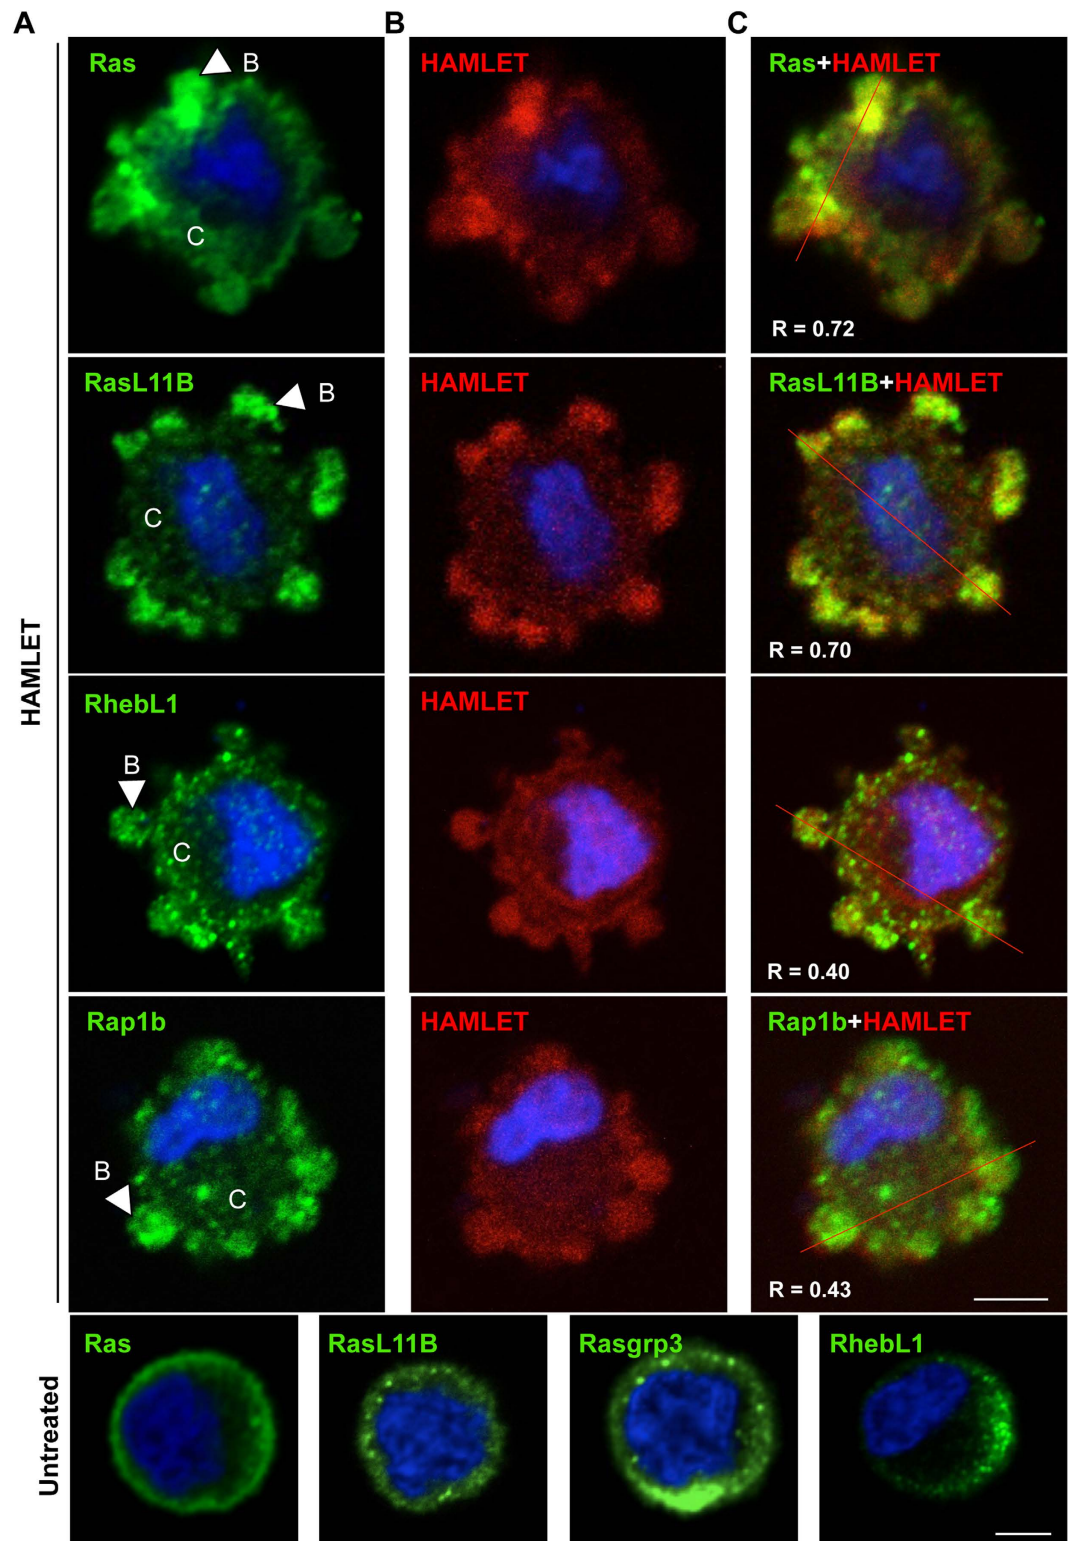 A
B
C
HAMLET
Ras
B
C
HAMLET
Ras+HAMLET
R = 0.72
RasL11B
B
C
HAMLET
RasL11B+HAMLET
R = 0.70
RhebL1
B
C
HAMLET
R = 0.40
Rap1b
B
C
HAMLET
Rap1b+HAMLET
R = 0.43
Untreated
Ras
RasL11B
Rasgrp3
RhebL1